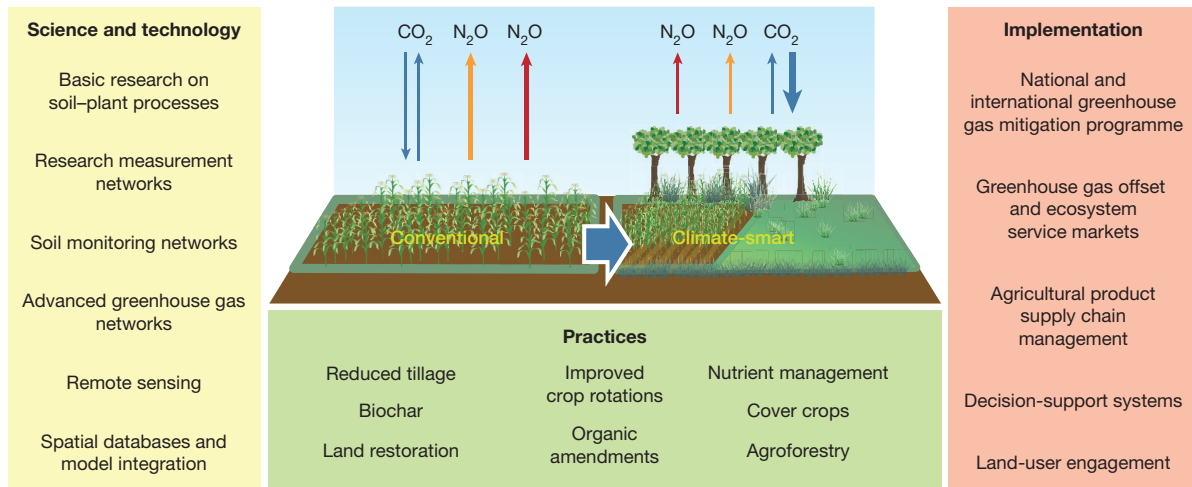 Science and technology
Basic research on
soil–plant processes
Research measurement
networks
Soil monitoring networks
Advanced greenhouse gas
networks
Remote sensing
Spatial databases and
model integration
CO₂
N₂O
N₂O
N₂O
N₂O
CO₂
Conventional
Climate-smart
Practices
Reduced tillage
Biochar
Land restoration
Improved
crop rotations
Organic
amendments
Nutrient management
Cover crops
Agroforestry
Implementation
National and
international greenhouse
gas mitigation programme
Greenhouse gas offset
and ecosystem
service markets
Agricultural product
supply chain
management
Decision-support systems
Land-user engagement